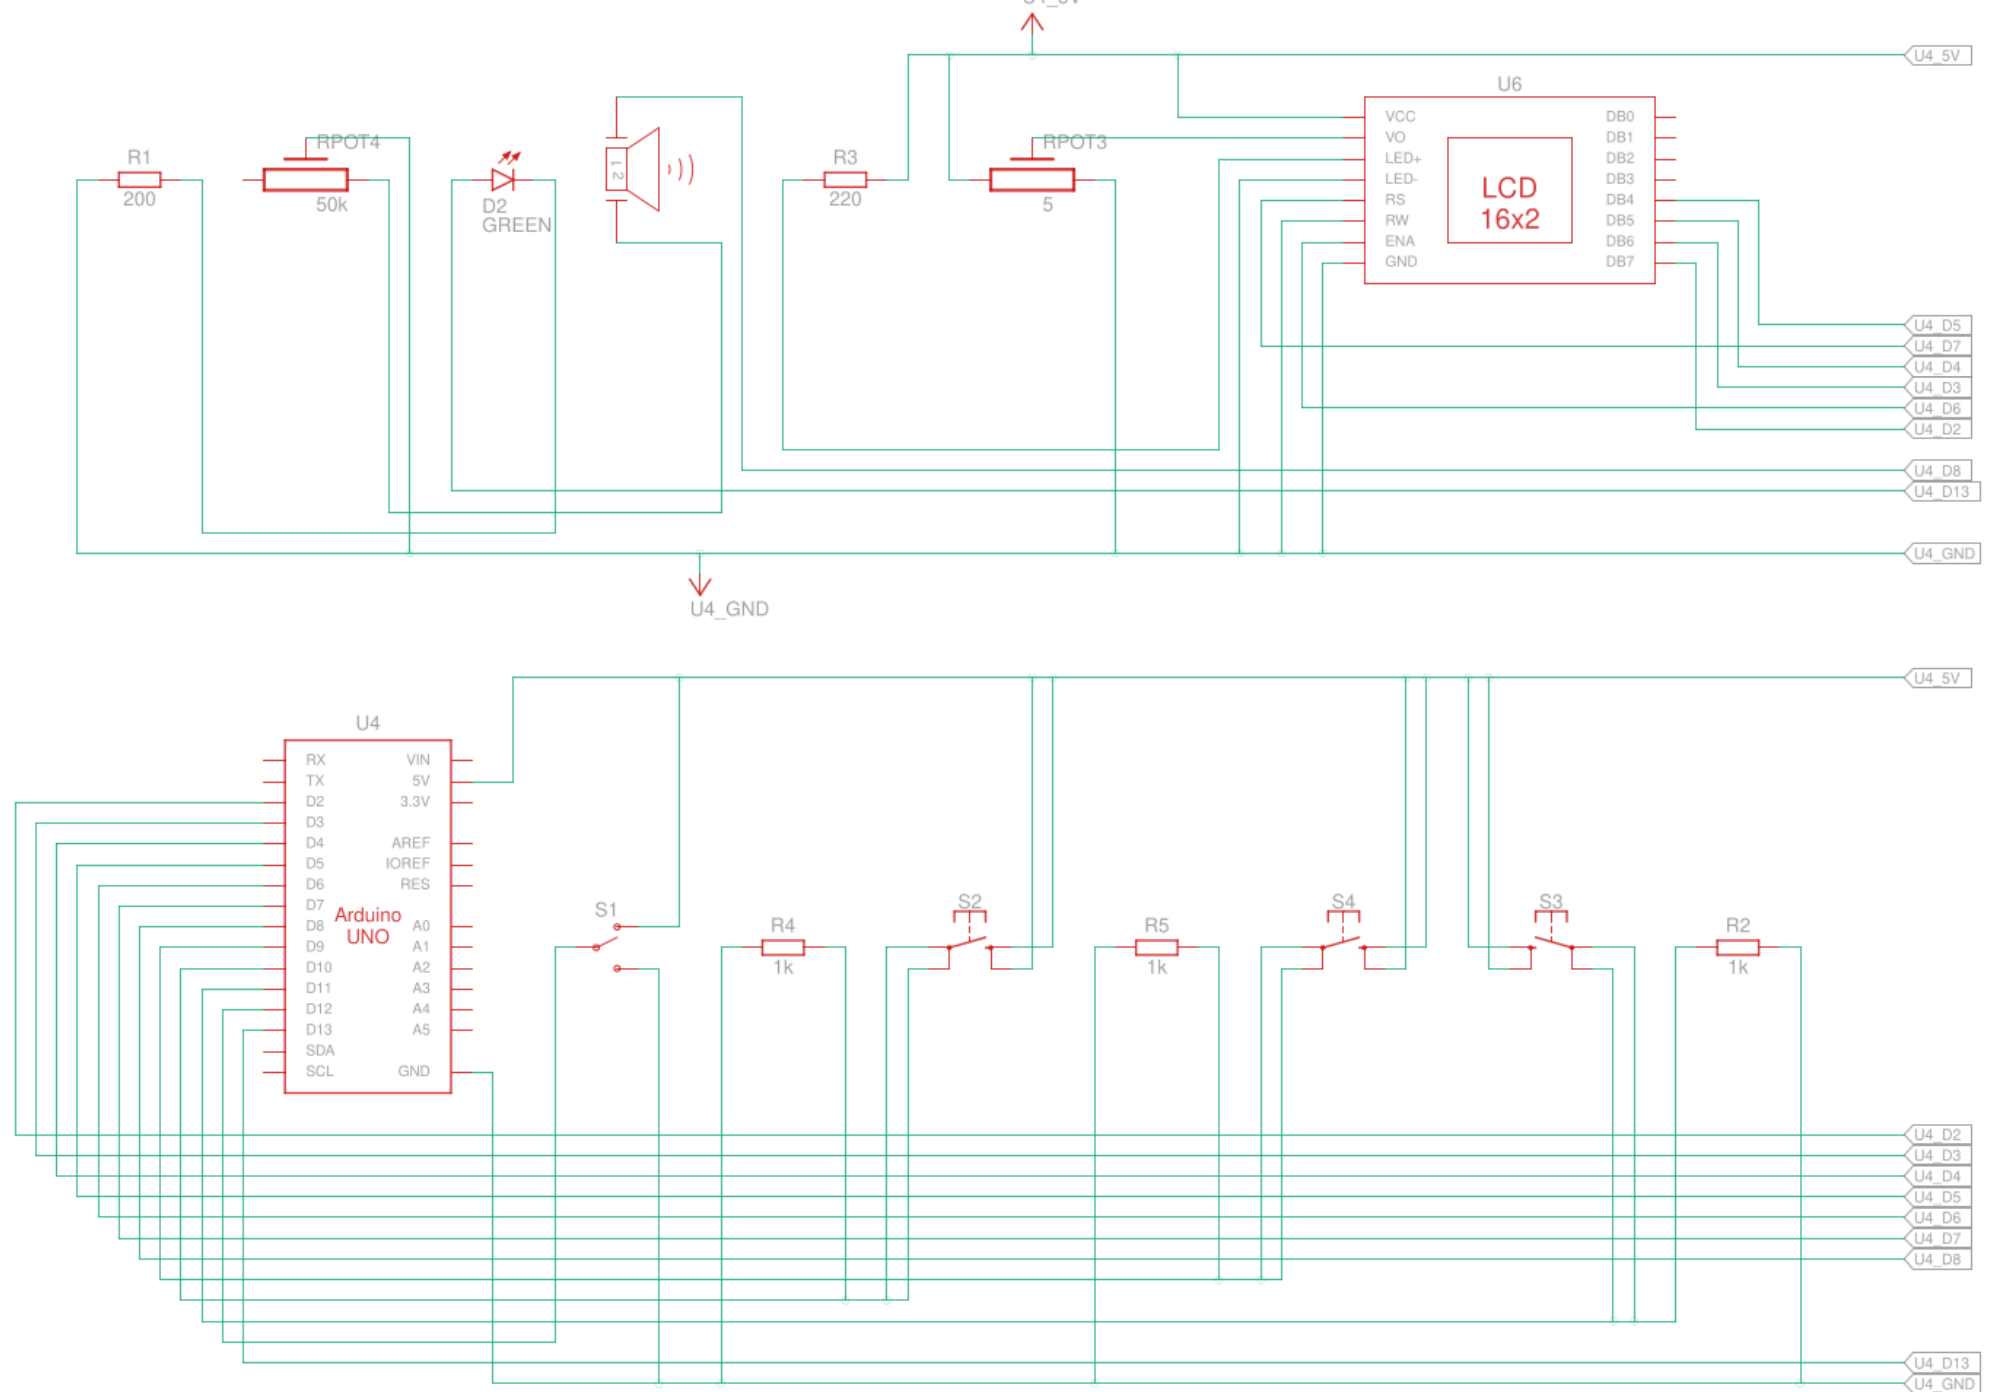 U4_5V
U6
VCC DB0
VO DB1
LED+ DB2
LED- DB3
RS DB4
RW DB5
ENA DB6
GND DB7
LCD
16x2
R1
200
RPOT4
50k
D2
GREEN
1
2
R3
220
RPOT3
5
U4_D5
U4_D7
U4_D4
U4_D3
U4_D6
U4_D2
U4_D8
U4_D13
U4_GND
U4_GND
U4_5V
U4
RX VIN
TX 5V
D2 3.3V
D3
D4 AREF
D5 IOREF
D6 RES
D7
D8 A0
D9 A1
D10 A2
D11 A3
D12 A4
D13 A5
SDA
SCL GND
Arduino
UNO
S1
R4
1k
S2
R5
1k
S4
S3
R2
1k
U4_D2
U4_D3
U4_D4
U4_D5
U4_D6
U4_D7
U4_D8
U4_D13
U4_GND